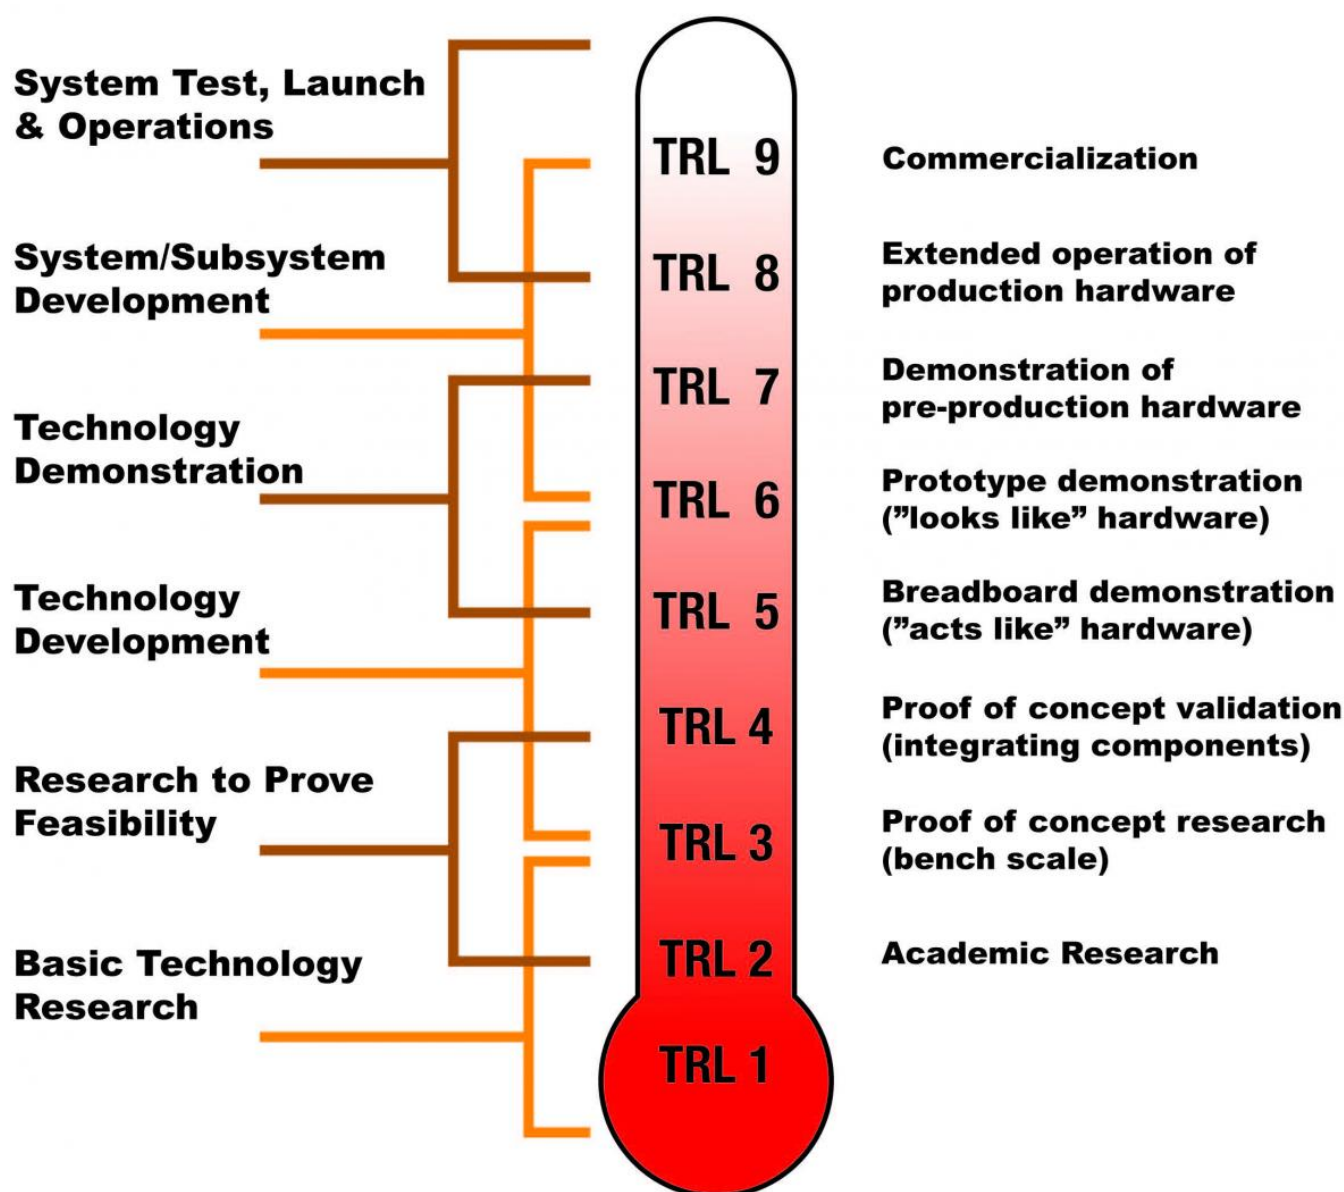 System Test, Launch
& Operations
System/Subsystem
Development
Technology
Demonstration
Technology
Development
Research to Prove
Feasibility
Basic Technology
Research
TRL 9
TRL 8
TRL 7
TRL 6
TRL 5
TRL 4
TRL 3
TRL 2
TRL 1
Commercialization
Extended operation of
production hardware
Demonstration of
pre-production hardware
Prototype demonstration
(”looks like” hardware)
Breadboard demonstration
(”acts like” hardware)
Proof of concept validation
(integrating components)
Proof of concept research
(bench scale)
Academic Research